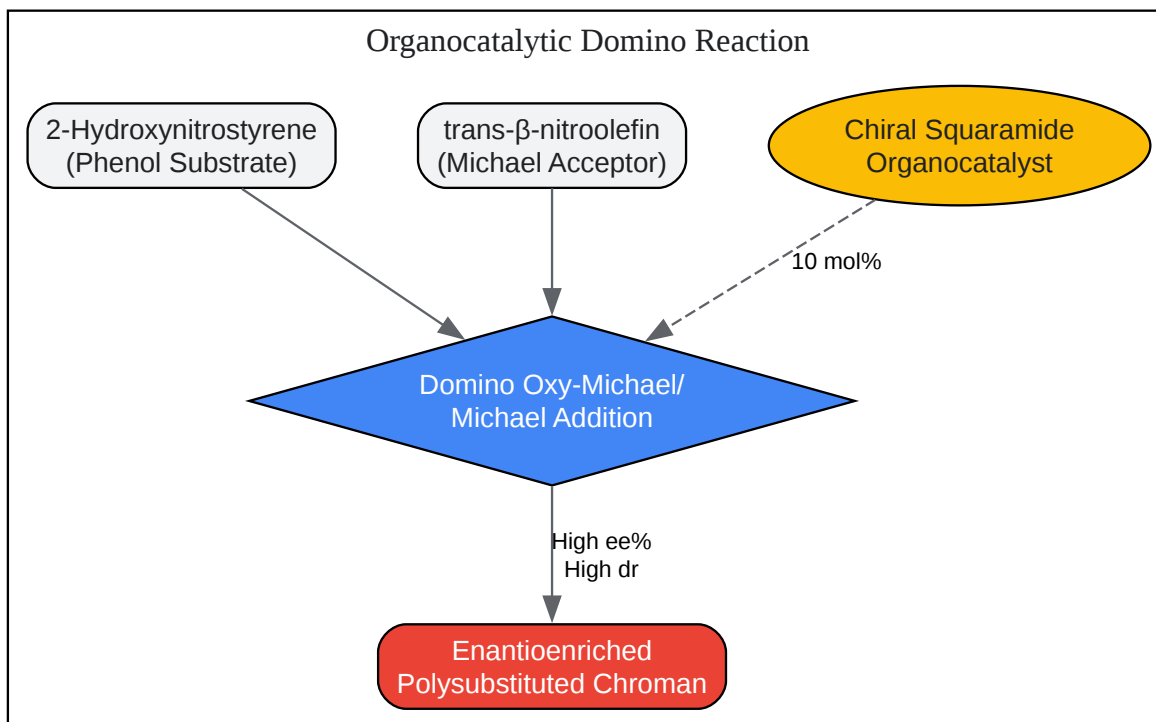 Organocatalytic Domino Reaction
2-Hydroxynitrostyrene
(Phenol Substrate)
trans-β-nitroolefin
(Michael Acceptor)
Chiral Squaramide
Organocatalyst
10 mol%
Domino Oxy-Michael/
Michael Addition
High ee%
High dr
Enantioenriched
Polysubstituted Chroman